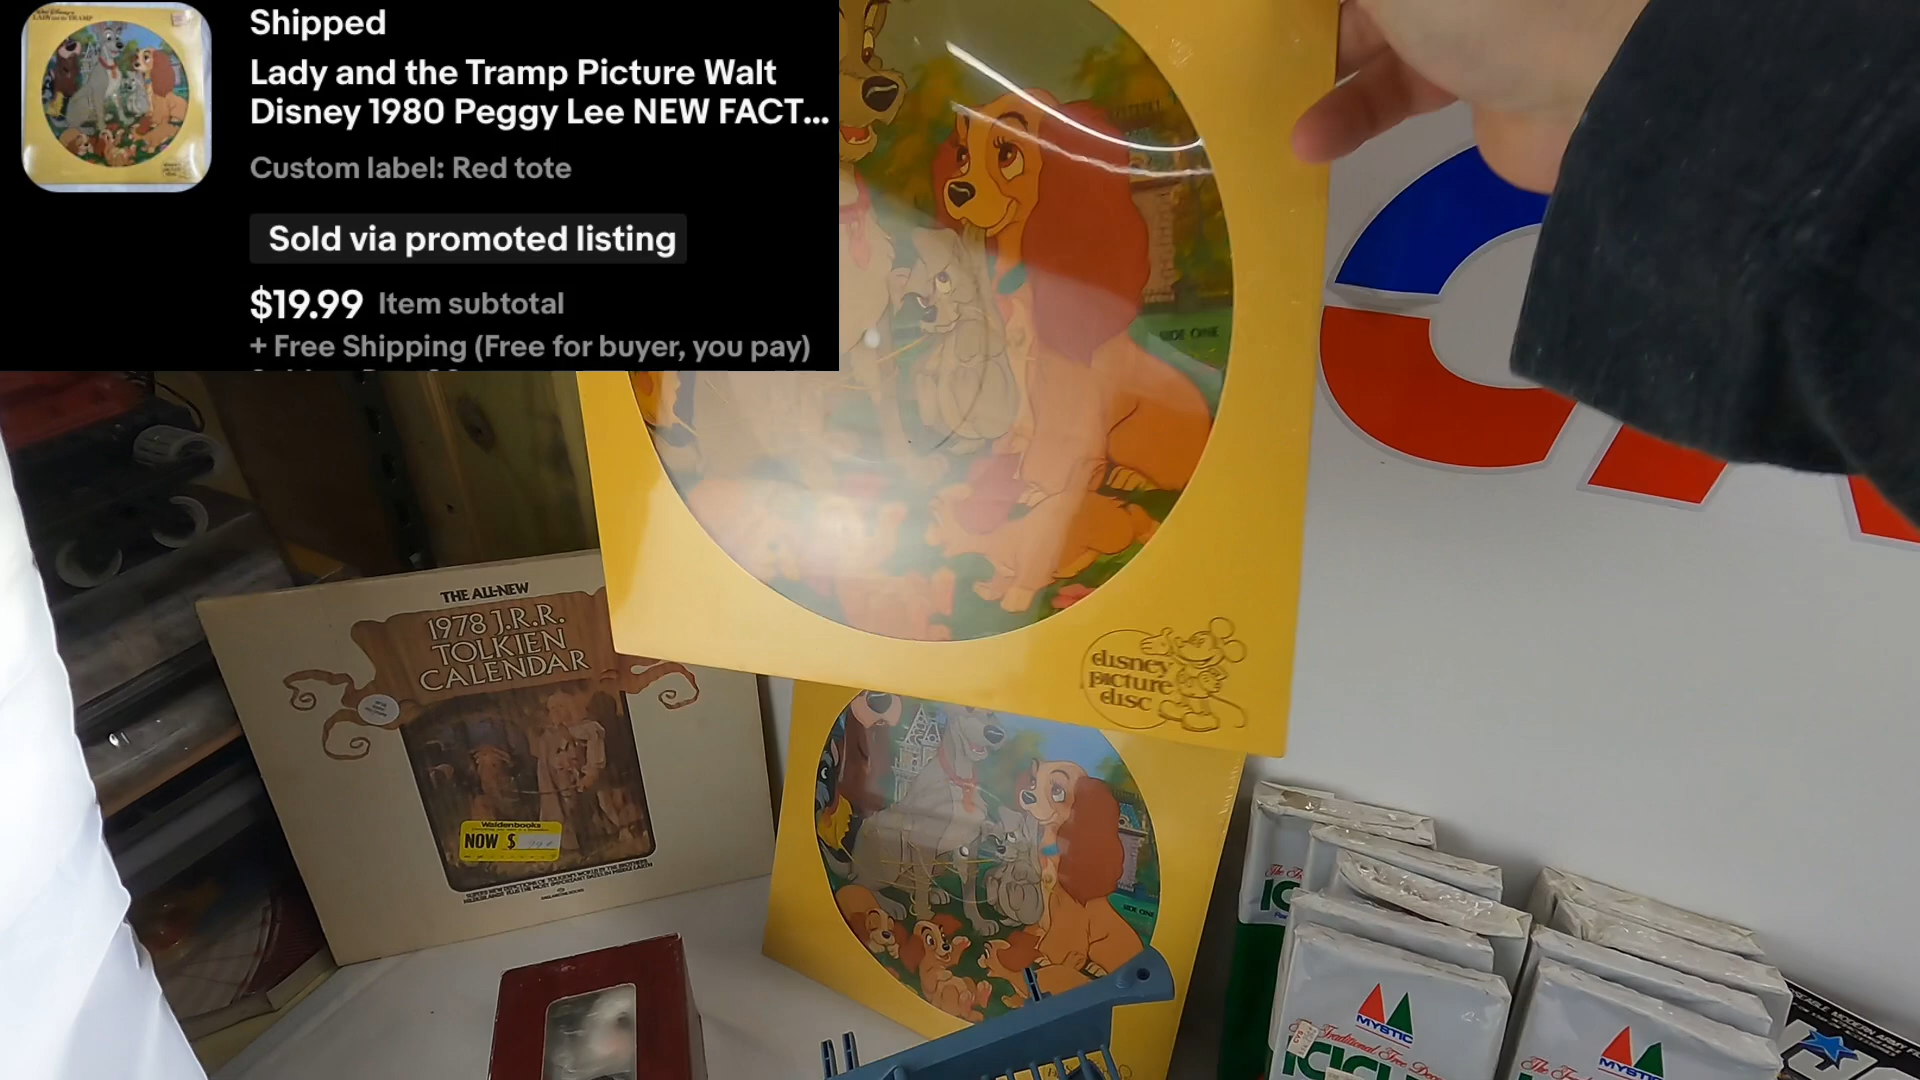 Shipped
Lady and the Tramp Picture Walt
Disney 1980 Peggy Lee NEW FACT...
Custom label: Red tote
Sold via promoted listing
$19.99 Item subtotal
+ Free Shipping (Free for buyer, you pay)
SIDE ONE
disney
picture
disc
THE ALL-NEW
1978 J.R.R.
TOLKIEN
CALENDAR
Waldenbooks
NOW $
SIDE ONE
MYSTIC
Traditional Tree
MYSTIC